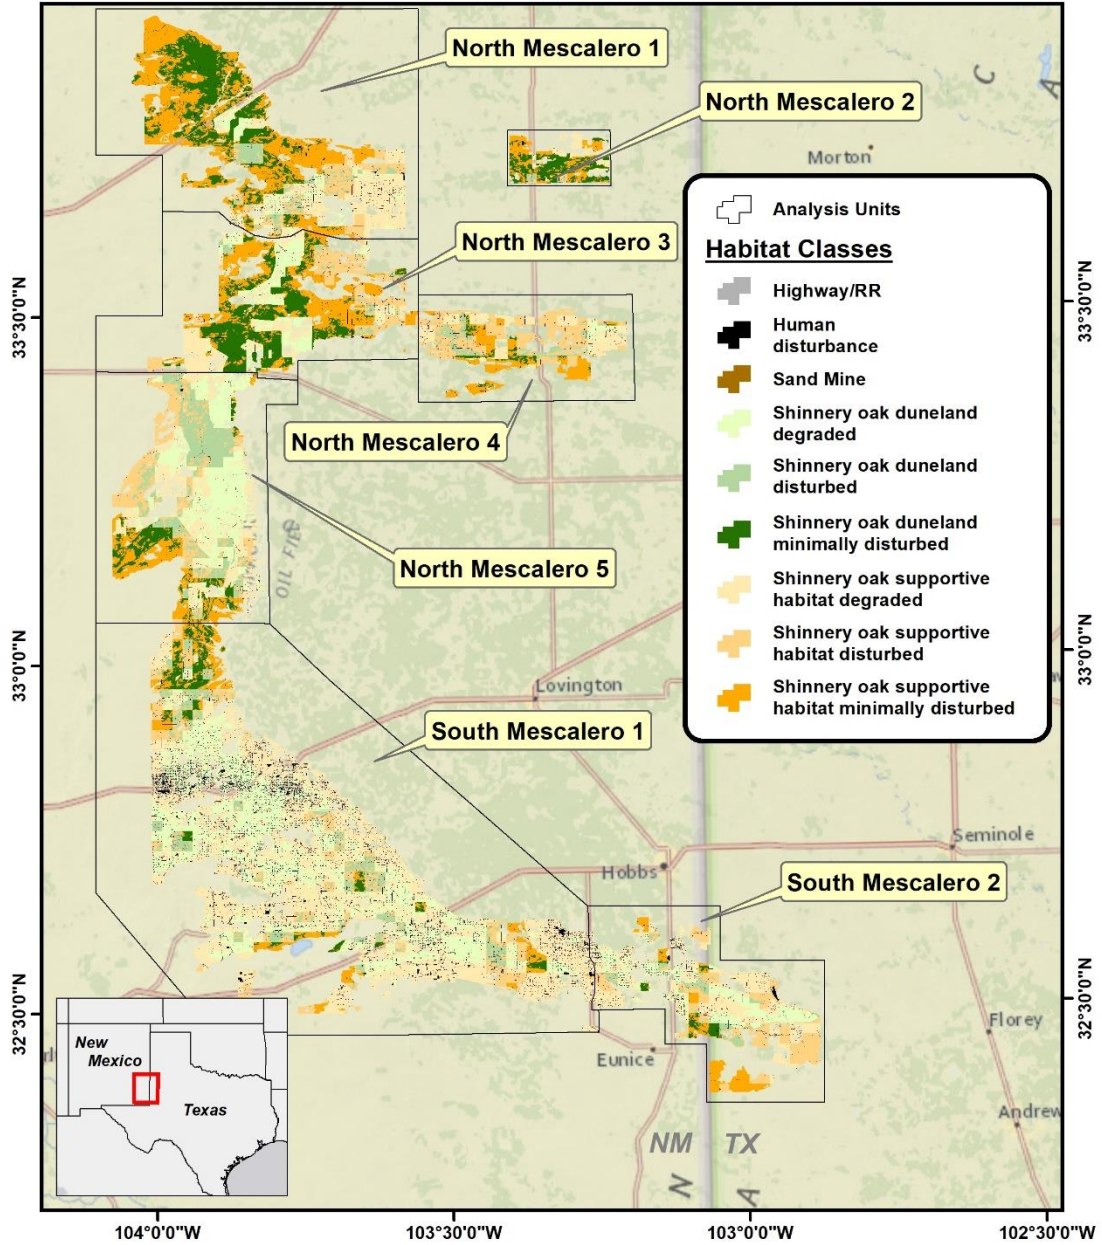 North Mescalero 1
C
A
North Mescalero 2
Morton
Analysis Units
Habitat Classes
Highway/RR
Human
disturbance
Sand Mine
Shinnery oak duneland
degraded
Shinnery oak duneland
disturbed
Shinnery oak duneland
minimally disturbed
Shinnery oak supportive
habitat degraded
Shinnery oak supportive
habitat disturbed
Shinnery oak supportive
habitat minimally disturbed
North Mescalero 3
33°30'0"N
33°30'0"N
North Mescalero 4
North Mescalero 5
OIL FIELD
33°0'0"N
33°0'0"N
Lovington
South Mescalero 1
Seminole
Hobbs
South Mescalero 2
32°30'0"N
32°30'0"N
Florey
Eunice
Andrew
New
Mexico
Texas
NM
TX
N
A
104°0'0"W
103°30'0"W
103°0'0"W
102°30'0"W